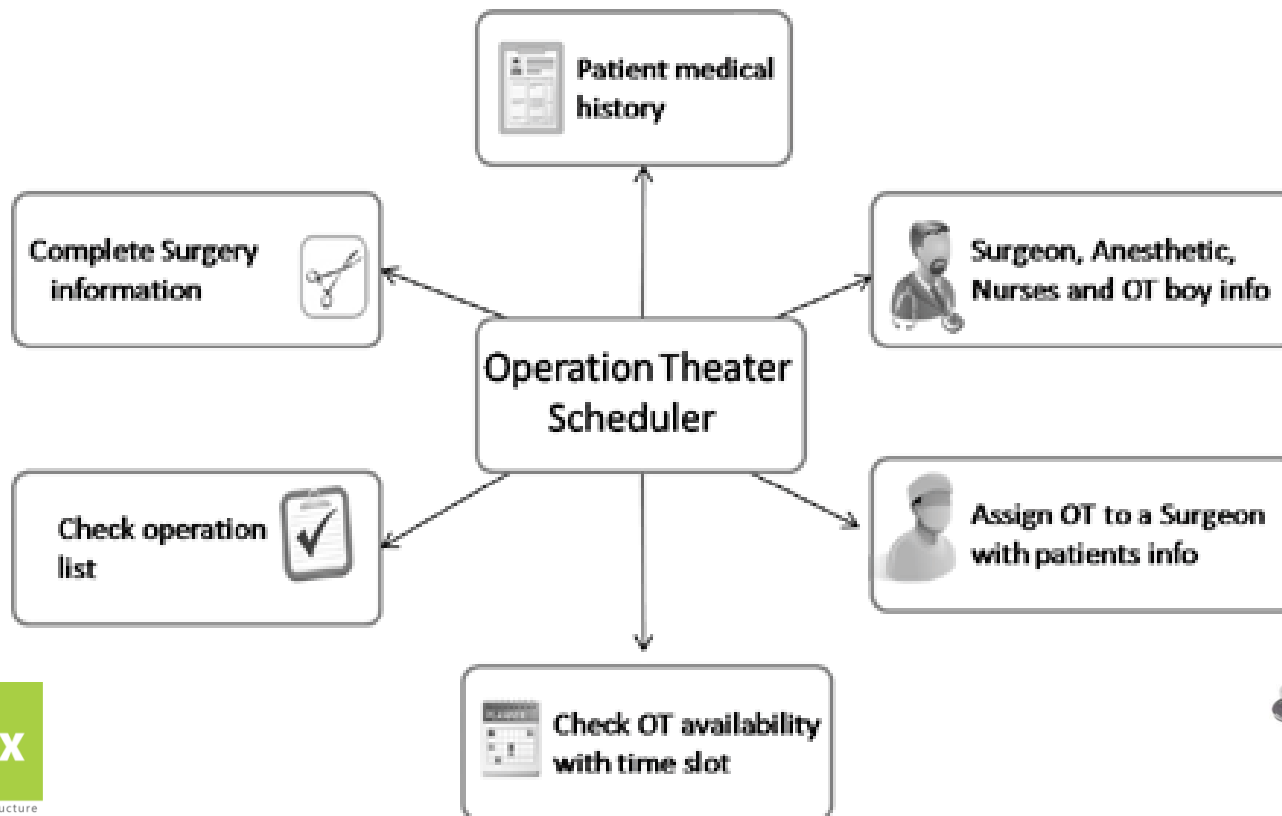 Patient medical
history
Complete Surgery
information
Surgeon, Anesthetic,
Nurses and OT boy info
Operation Theater
Scheduler
Check operation
list
Assign OT to a Surgeon
with patients info
Check OT availability
with time slot
x
ucture